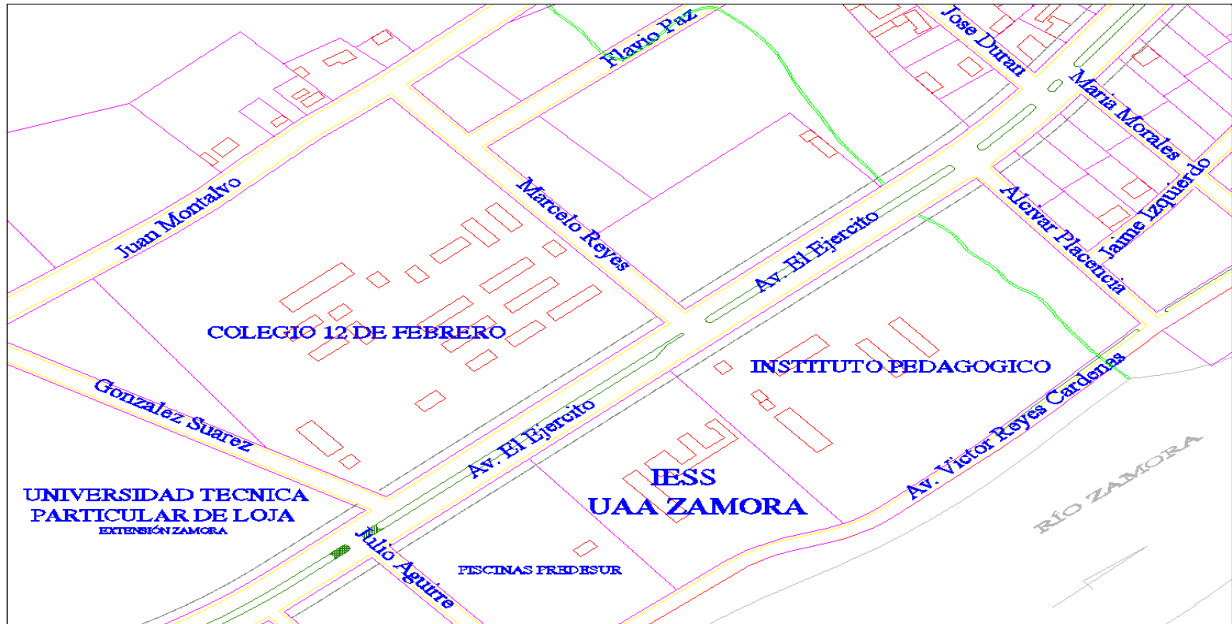 Flavio Paz
Jose Duran
Maria Morales
Juan Montalvo
Marcelo Reyes
Av. El Ejercito
Alcivar Placencia
Jaime Izquierdo
COLEGIO 12 DE FEBRERO
INSTITUTO PEDAGOGICO
Gonzalez Suarez
Av. El Ejercito
Av. Victor Reyes Cardenas
IESS
UAA ZAMORA
RÍO ZAMORA
UNIVERSIDAD TECNICA
PARTICULAR DE LOJA
EXTENSIÓN ZAMORA
Julio Aguirre
PISCINAS PREDESUR